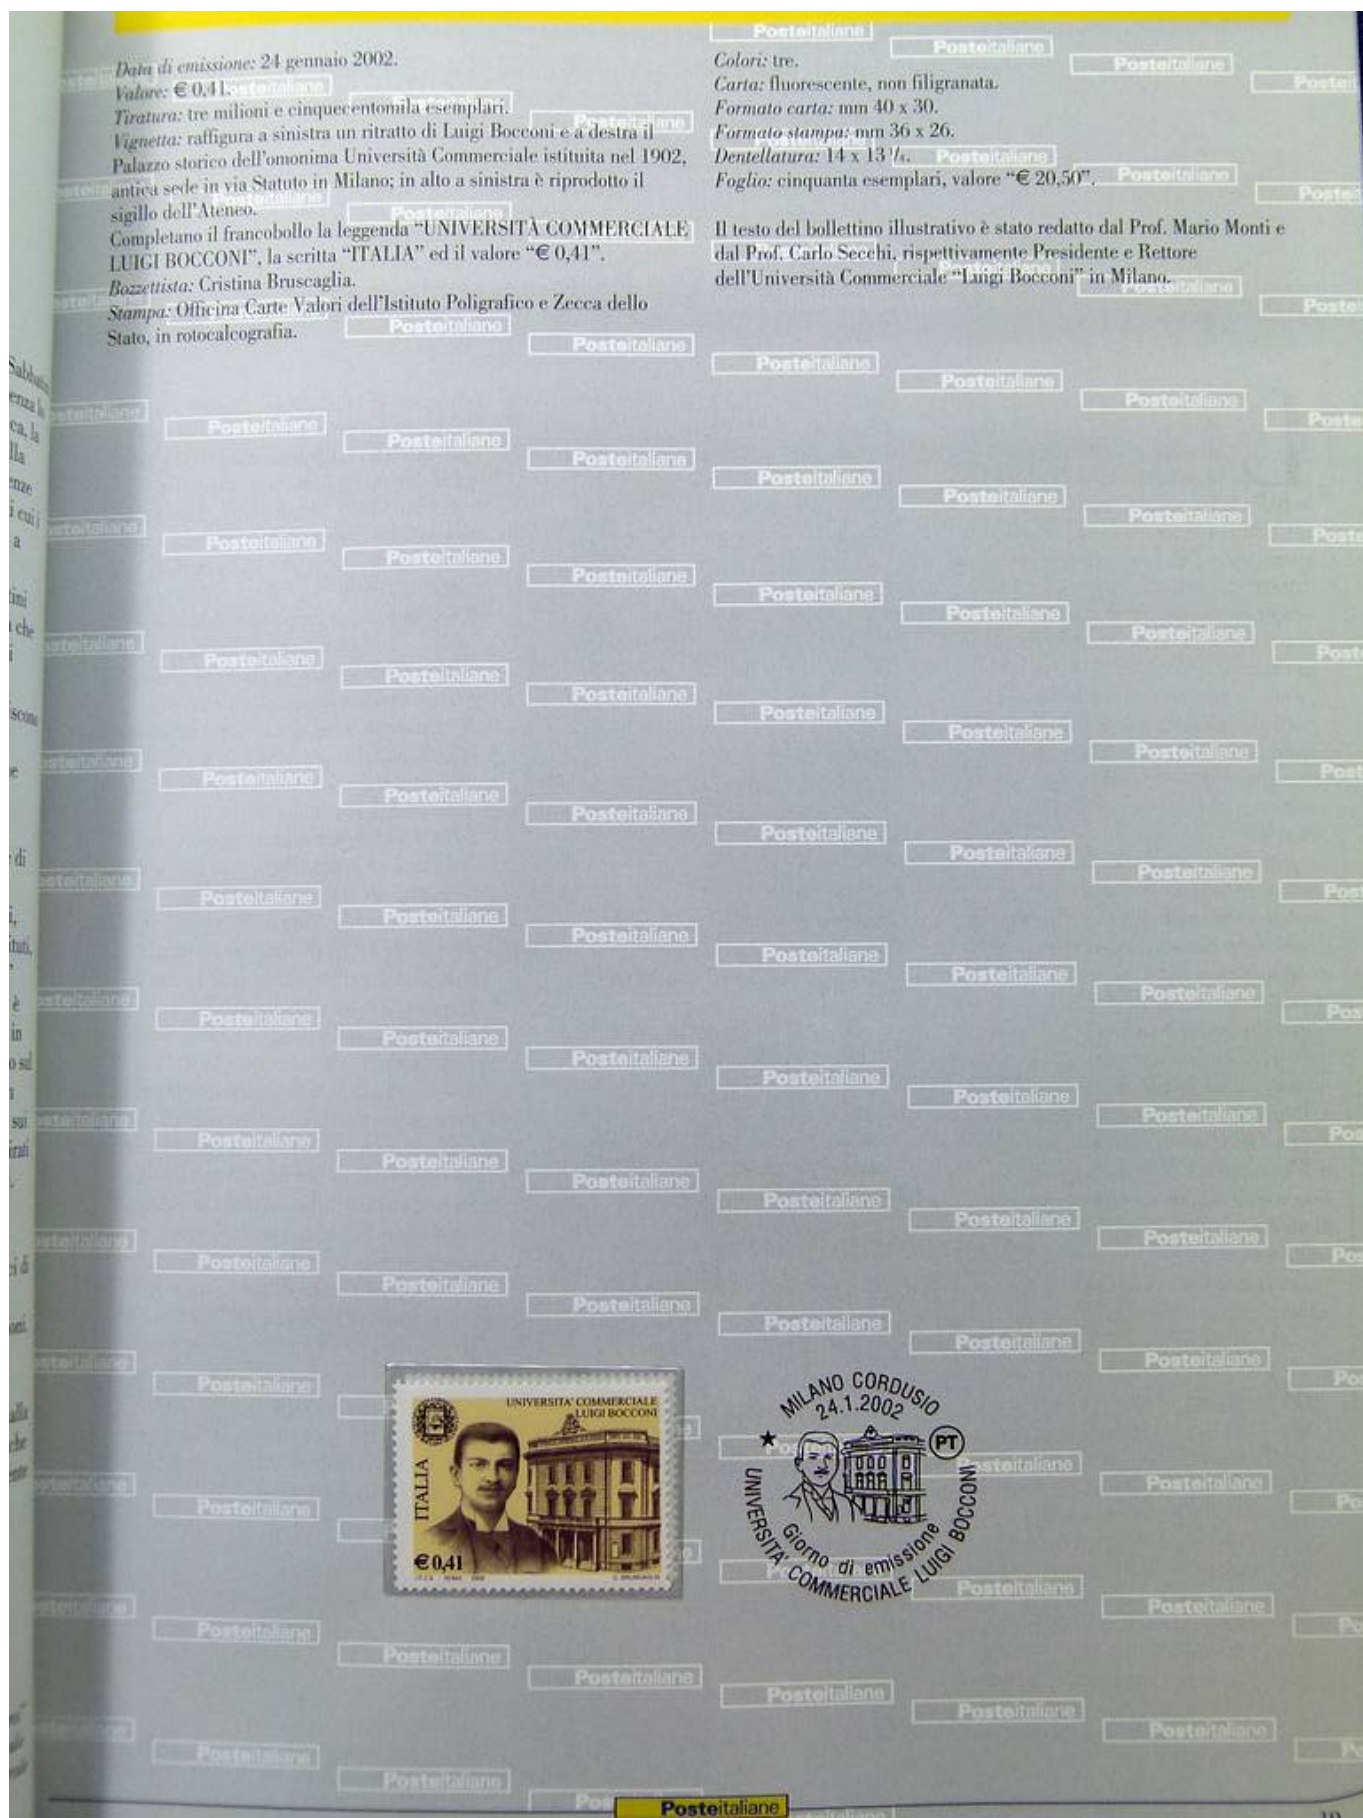 Data di emissione: 24 gennaio 2002.
Valore: € 0,41.
Tiratura: tre milioni e cinquecentomila esemplari.
Vignetta: raffigura a sinistra un ritratto di Luigi Bocconi e a destra il
Palazzo storico dell'omonima Università Commerciale istituita nel 1902,
antica sede in via Statuto in Milano; in alto a sinistra è riprodotto il
sigillo dell'Ateneo.
Completano il francobollo la leggenda “UNIVERSITÀ COMMERCIALE
LUIGI BOCCONI”, la scritta “ITALIA” ed il valore “€ 0,41”.
Bozzettista: Cristina Bruscaglia.
Stampa: Officina Carte Valori dell'Istituto Poligrafico e Zecca dello
Stato, in rotocalcografia.
Colori: tre.
Carta: fluorescente, non filigranata.
Formato carta: mm 40 x 30.
Formato stampa: mm 36 x 26.
Dentellatura: 14 x 13 ¹/₄.
Foglio: cinquanta esemplari, valore “€ 20,50”.
Il testo del bollettino illustrativo è stato redatto dal Prof. Mario Monti e
dal Prof. Carlo Secchi, rispettivamente Presidente e Rettore
dell'Università Commerciale “Luigi Bocconi” in Milano.
UNIVERSITA' COMMERCIALE
LUIGI BOCCONI
ITALIA
€ 0,41
MILANO CORDUSIO
24.1.2002
PT
Giorno di emissione
UNIVERSITA' COMMERCIALE LUIGI BOCCONI
Posteitaliane